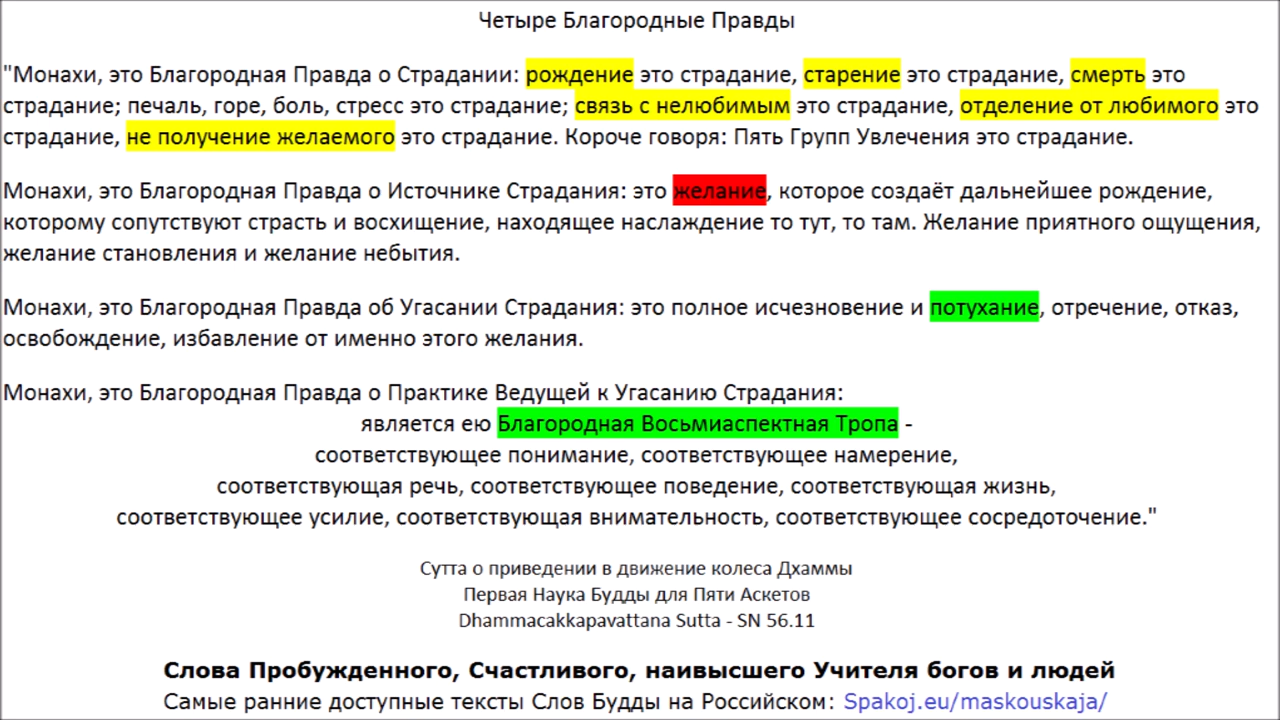 Четыре Благородные Правды
"Монахи, это Благородная Правда о Страдании: рождение это страдание, старение это страдание, смерть это
страдание; печаль, горе, боль, стресс это страдание; связь с нелюбимым это страдание, отделение от любимого это
страдание, не получение желаемого это страдание. Короче говоря: Пять Групп Увлечения это страдание.
Монахи, это Благородная Правда о Источнике Страдания: это желание, которое создаёт дальнейшее рождение,
которому сопутствуют страсть и восхищение, находящее наслаждение то тут, то там. Желание приятного ощущения,
желание становления и желание небытия.
Монахи, это Благородная Правда об Угасании Страдания: это полное исчезновение и потухание, отречение, отказ,
освобождение, избавление от именно этого желания.
Монахи, это Благородная Правда о Практике Ведущей к Угасанию Страдания:
является ею Благородная Восьмиаспектная Тропа -
соответствующее понимание, соответствующее намерение,
соответствующая речь, соответствующее поведение, соответствующая жизнь,
соответствующее усилие, соответствующая внимательность, соответствующее сосредоточение."
Сутта о приведении в движение колеса Дхаммы
Первая Наука Будды для Пяти Аскетов
Dhammacakkapavattana Sutta - SN 56.11
Слова Пробужденного, Счастливого, наивысшего Учителя богов и людей
Самые ранние доступные тексты Слов Будды на Российском: Spakoj.eu/maskouskaja/